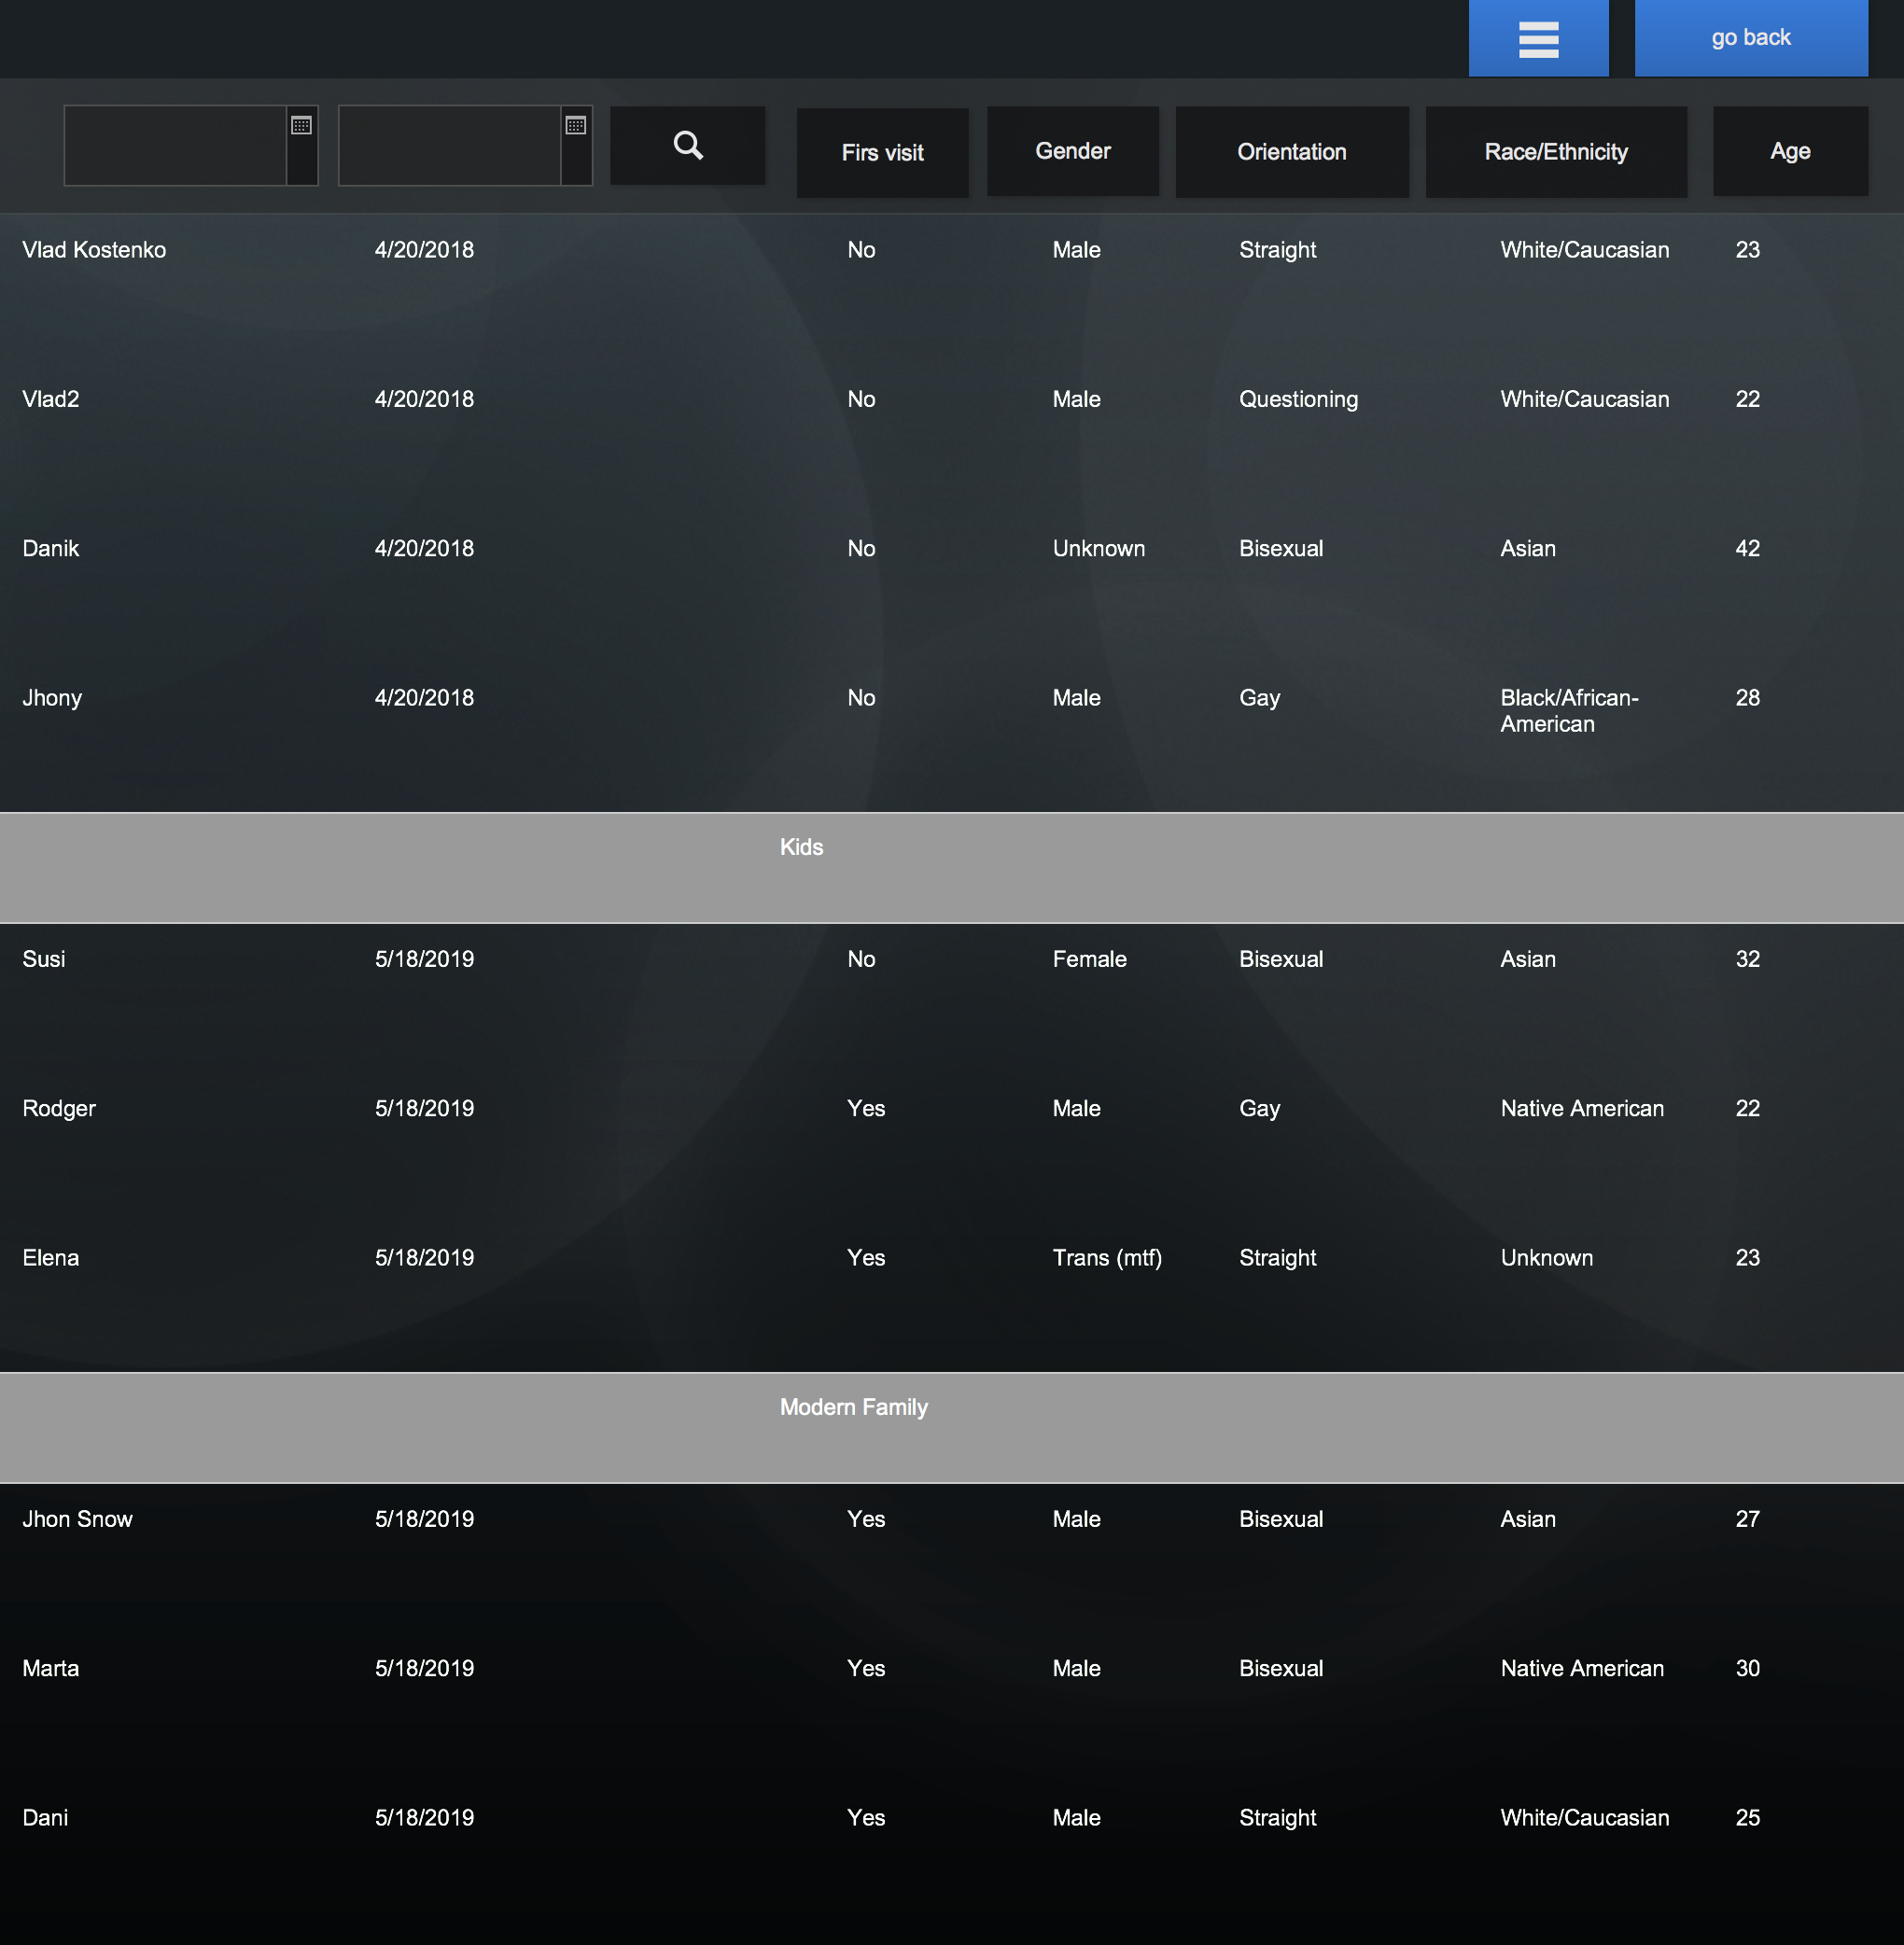 go back
Firs visit Gender Orientation Race/Ethnicity Age
Vlad Kostenko 4/20/2018 No Male Straight White/Caucasian 23
Vlad2 4/20/2018 No Male Questioning White/Caucasian 22
Danik 4/20/2018 No Unknown Bisexual Asian 42
Jhony 4/20/2018 No Male Gay Black/African- 28
American
Kids
Susi 5/18/2019 No Female Bisexual Asian 32
Rodger 5/18/2019 Yes Male Gay Native American 22
Elena 5/18/2019 Yes Trans (mtf) Straight Unknown 23
Modern Family
Jhon Snow 5/18/2019 Yes Male Bisexual Asian 27
Marta 5/18/2019 Yes Male Bisexual Native American 30
Dani 5/18/2019 Yes Male Straight White/Caucasian 25